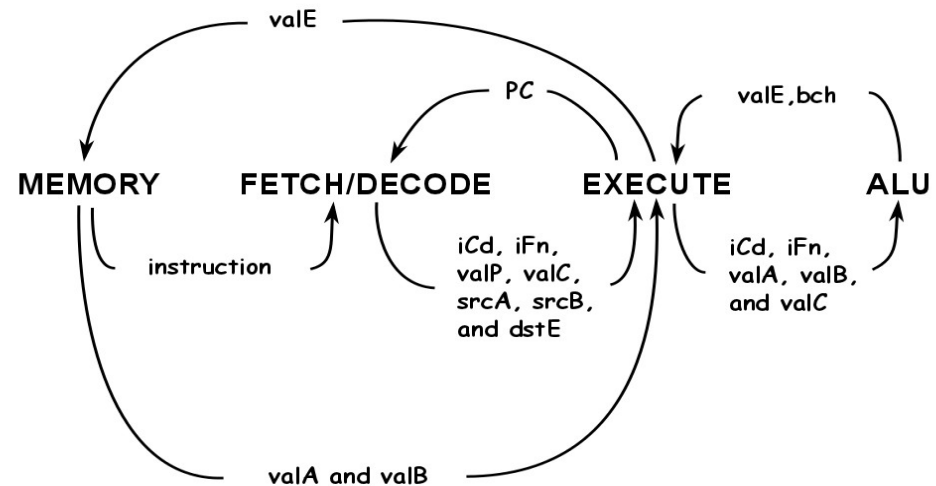 valE
PC
valE,bch
MEMORY
FETCH/DECODE
EXECUTE
ALU
instruction
iCd, iFn,
valP, valC,
srcA, srcB,
and dstE
iCd, iFn,
valA, valB,
and valC
valA and valB